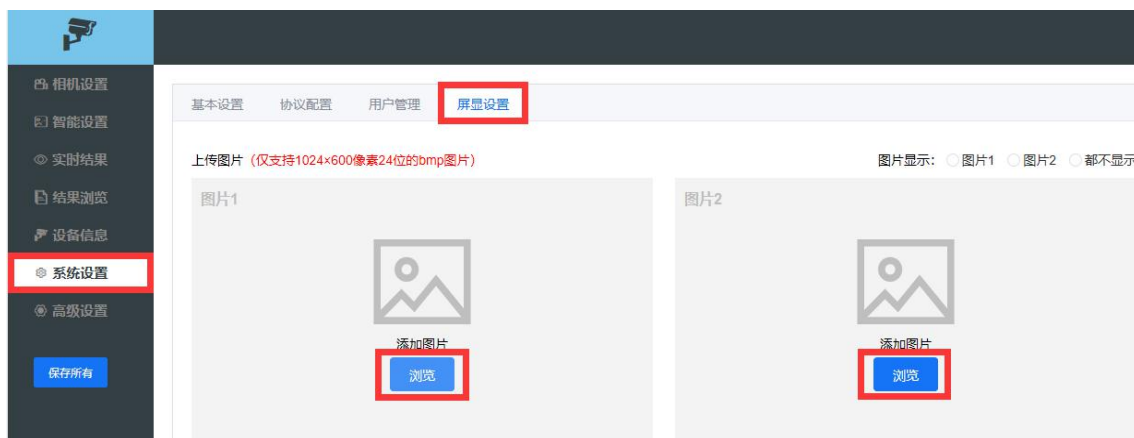 相机设置
智能设置
实时结果
结果浏览
设备信息
系统设置
高级设置
保存所有
基本设置 协议配置 用户管理 屏显设置
上传图片（仅支持1024×600像素24位的bmp图片） 图片显示： 图片1 图片2 都不显示
图片1 图片2
添加图片 添加图片
浏览 浏览